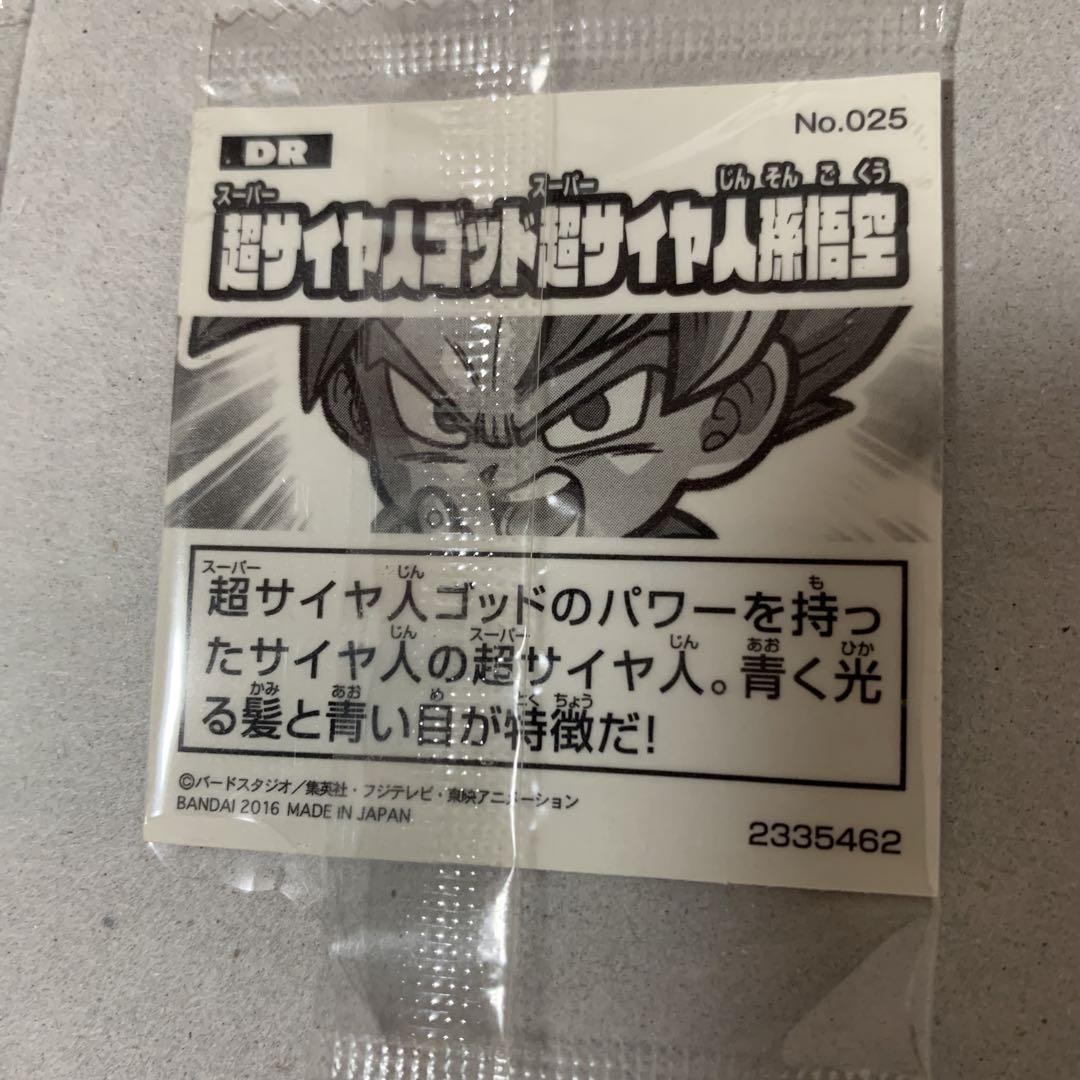 DR
No.025
スーパー スーパー じん そん ご くう
超サイヤ人ゴッド超サイヤ人孫悟空
スーパー じん も
超サイヤ人ゴッドのパワーを持っ
じん スーパー じん あお ひか
たサイヤ人の超サイヤ人。青く光
かみ あお め とく ちょう
る髪と青い目が特徴だ!
©バードスタジオ/集英社・フジテレビ・東映アニメーション
BANDAI 2016 MADE IN JAPAN
2335462